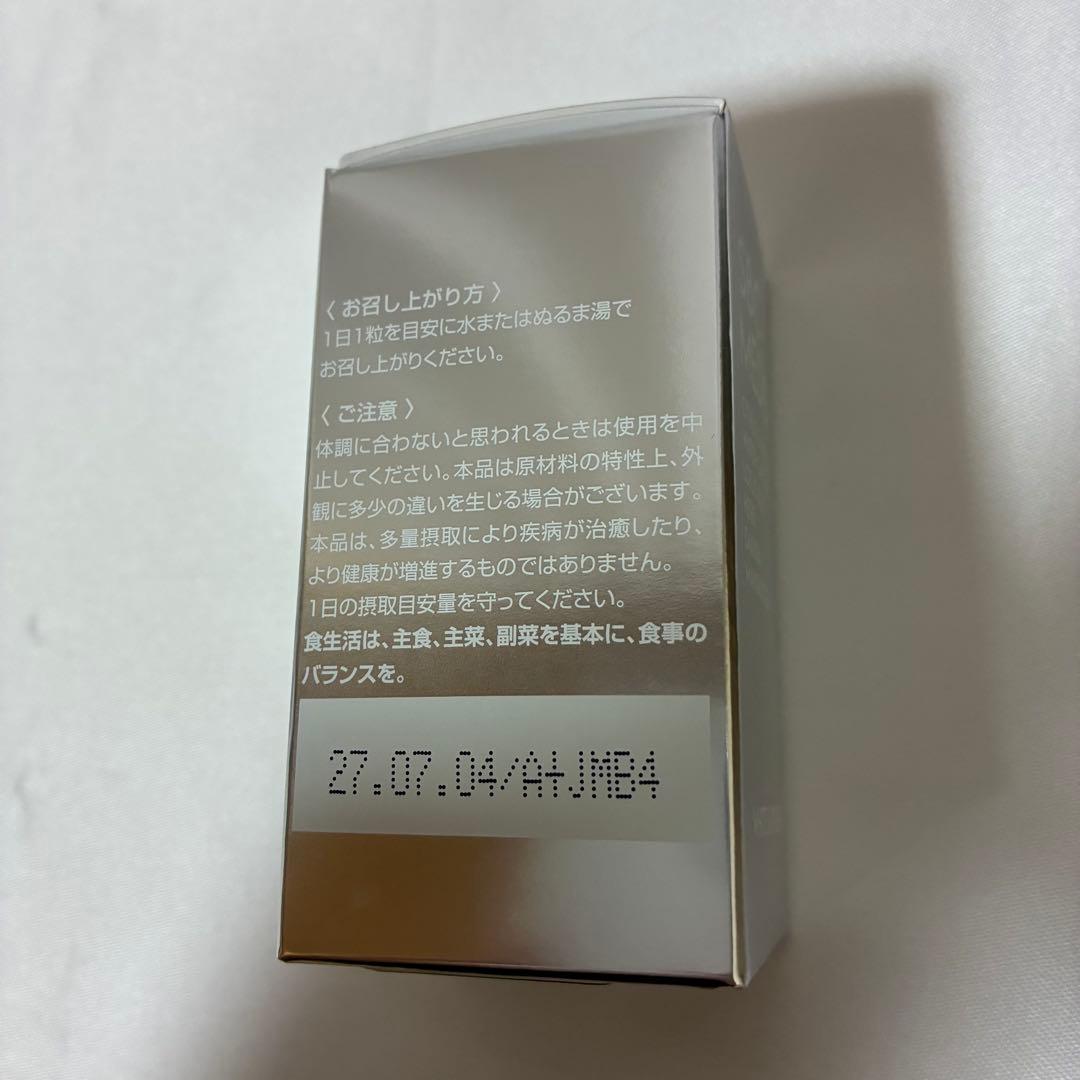 〈 お召し上がり方 〉
1日1粒を目安に水またはぬるま湯で
お召し上がりください。
〈 ご注意 〉
体調に合わないと思われるときは使用を中
止してください。本品は原材料の特性上、外
観に多少の違いを生じる場合がございます。
本品は、多量摂取により疾病が治癒したり、
より健康が増進するものではありません。
1日の摂取目安量を守ってください。
食生活は、主食、主菜、副菜を基本に、食事の
バランスを。
27.07.04/A+JMB4